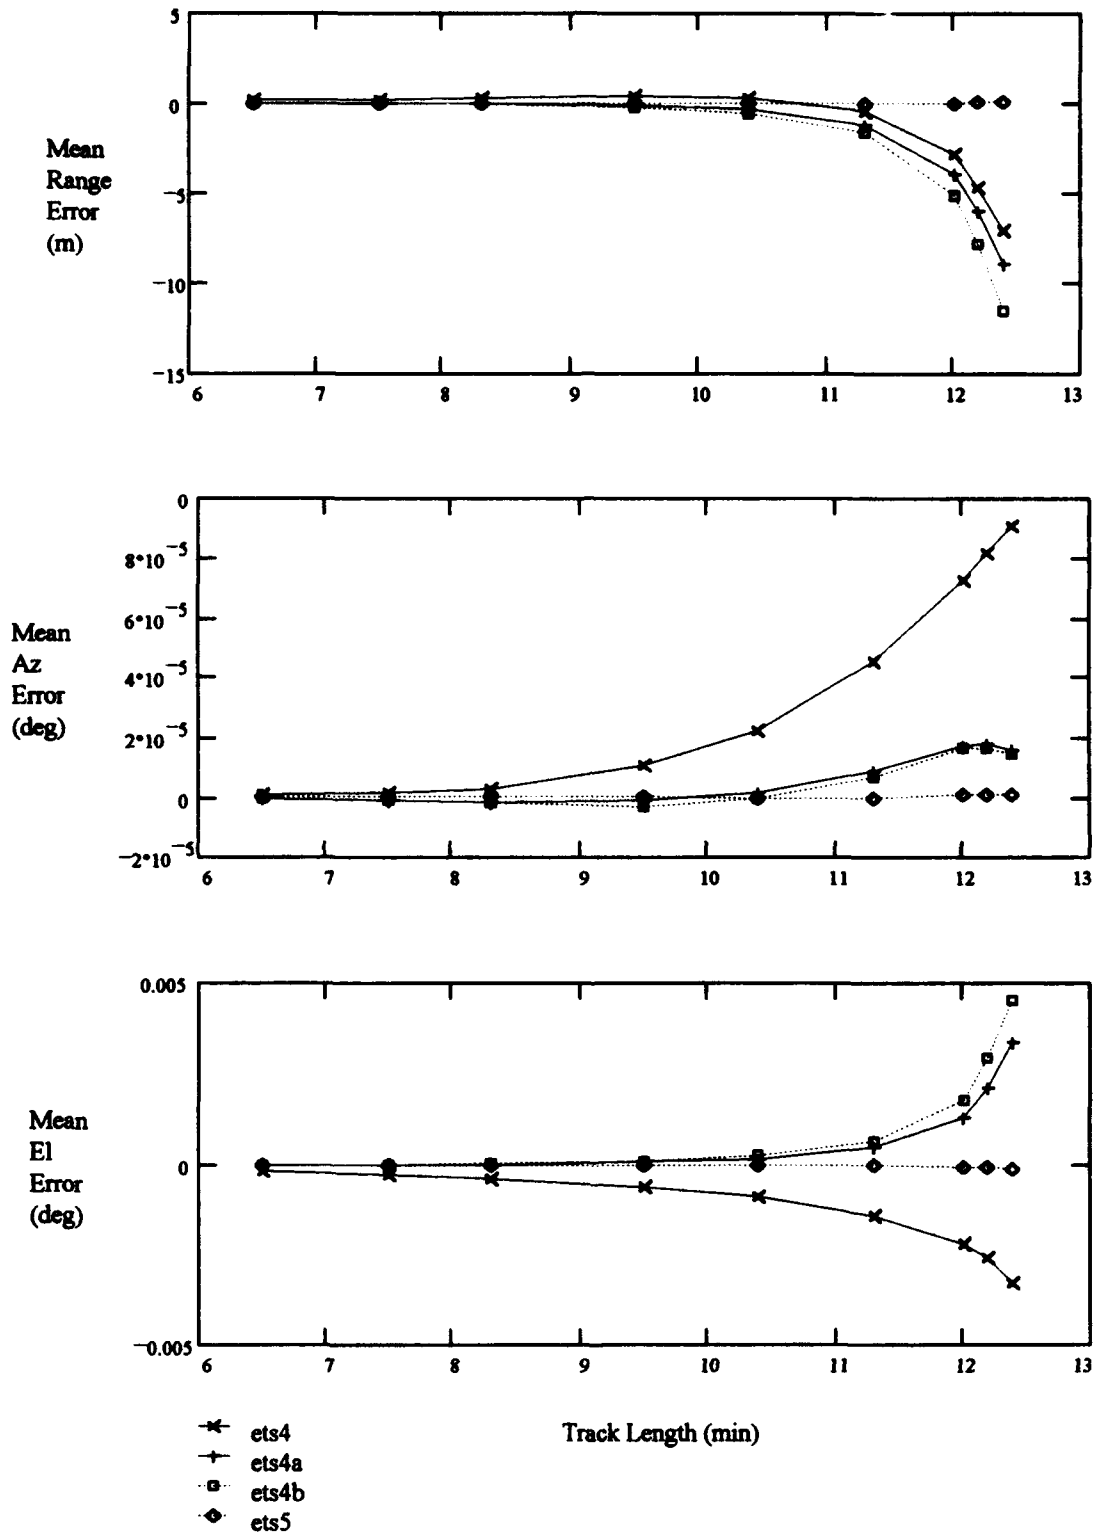 5
0
Mean
Range
Error
(m)
−5
−10
−15
6 7 8 9 10 11 12 13
0
8•10 −5
6•10 −5
4•10 −5
2•10 −5
0
−2•10 −5
Mean
Az
Error
(deg)
6 7 8 9 10 11 12 13
0.005
Mean
El
Error
(deg)
0
−0.005
6 7 8 9 10 11 12 13
Track Length (min)
ets4
ets4a
ets4b
ets5